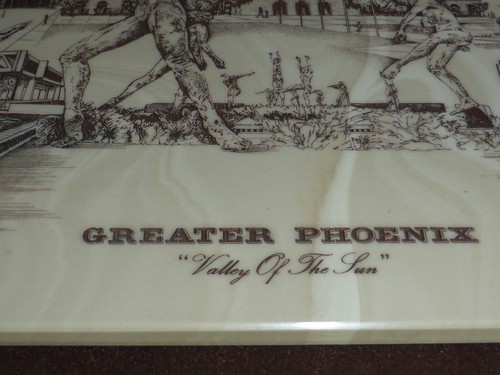 GREATER PHOENIX
"Valley Of The Sun"